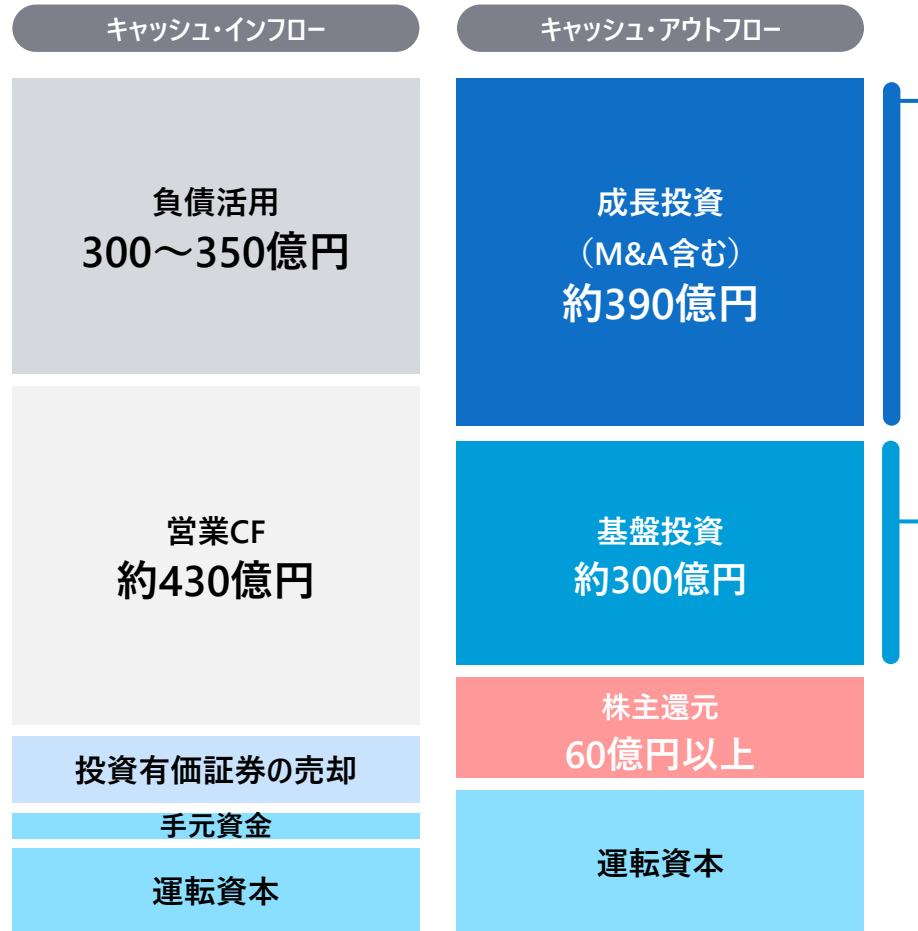 キャッシュ・インフロー
負債活用
300～350億円
営業CF
約430億円
投資有価証券の売却
手元資金
運転資本
キャッシュ・アウトフロー
成長投資
（M&A含む）
約390億円
基盤投資
約300億円
株主還元
60億円以上
運転資本